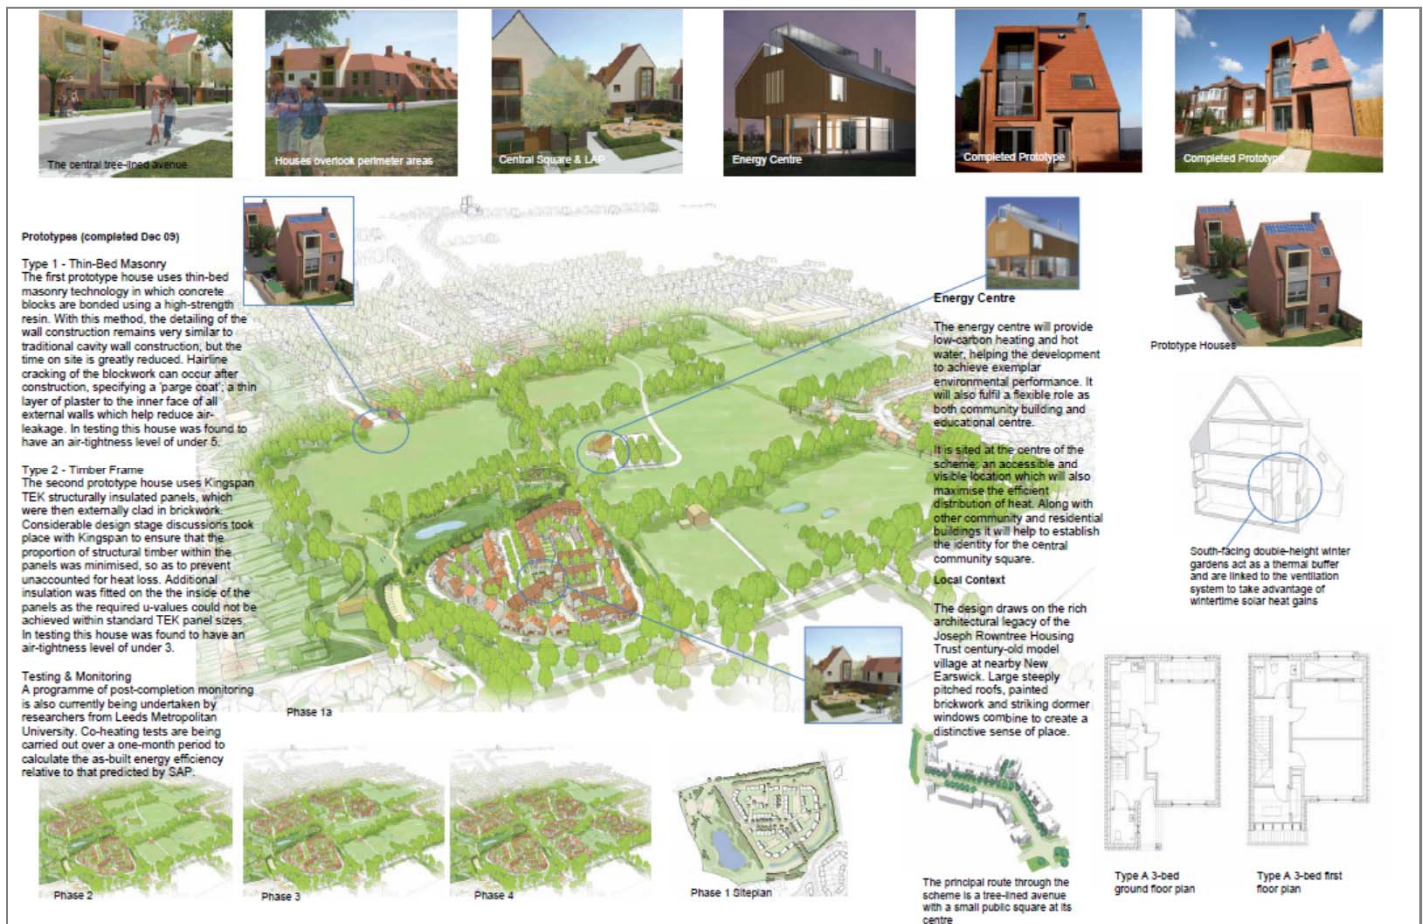 The central tree-lined avenue
Houses overlook perimeter areas
Central Square & LAP
Energy Centre
Completed Prototype
Completed Prototype
Prototypes (completed Dec 09)
Type 1 - Thin-Bed Masonry
The first prototype house uses thin-bed
masonry technology in which concrete
blocks are bonded using a high-strength
resin. With this method, the detailing of the
wall construction remains very similar to
traditional cavity wall construction, but the
time on site is greatly reduced. Hairline
cracking of the blockwork can occur after
construction, specifying a 'parge coat'; a thin
layer of plaster to the inner face of all
external walls which help reduce air-
leakage. In testing this house was found to
have an air-tightness level of under 5.
Type 2 - Timber Frame
The second prototype house uses Kingspan
TEK structurally insulated panels, which
were then externally clad in brickwork.
Considerable design stage discussions took
place with Kingspan to ensure that the
proportion of structural timber within the
panels was minimised, so as to prevent
unaccounted for heat loss. Additional
insulation was fitted on the the inside of the
panels as the required u-values could not be
achieved within standard TEK panel sizes.
In testing this house was found to have an
air-tightness level of under 3.
Testing & Monitoring
A programme of post-completion monitoring
is also currently being undertaken by
researchers from Leeds Metropolitan
University. Co-heating tests are being
carried out over a one-month period to
calculate the as-built energy efficiency
relative to that predicted by SAP.
Phase 1a
Energy Centre
The energy centre will provide
low-carbon heating and hot
water, helping the development
to achieve exemplar
environmental performance. It
will also fulfil a flexible role as
both community building and
educational centre.
It is sited at the centre of the
scheme; an accessible and
visible location which will also
maximise the efficient
distribution of heat. Along with
other community and residential
buildings it will help to establish
the identity for the central
community square.
Local Context
The design draws on the rich
architectural legacy of the
Joseph Rowntree Housing
Trust century-old model
village at nearby New
Earswick. Large steeply
pitched roofs, painted
brickwork and striking dormer
windows combine to create a
distinctive sense of place.
Prototype Houses
South-facing double-height winter
gardens act as a thermal buffer
and are linked to the ventilation
system to take advantage of
wintertime solar heat gains
Phase 2
Phase 3
Phase 4
Phase 1 Siteplan
The principal route through the
scheme is a tree-lined avenue
with a small public square at its
centre
Type A 3-bed
ground floor plan
Type A 3-bed first
floor plan